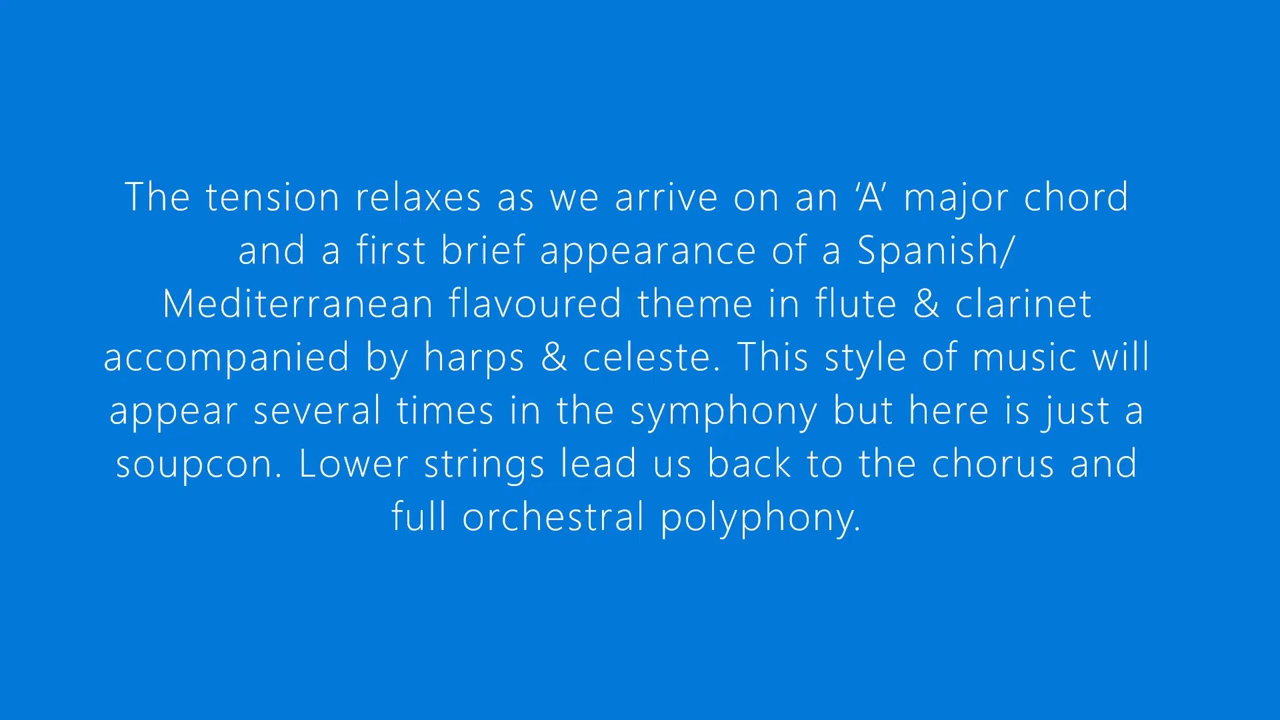 The tension relaxes as we arrive on an ‘A’ major chord
and a first brief appearance of a Spanish/
Mediterranean flavoured theme in flute & clarinet
accompanied by harps & celeste. This style of music will
appear several times in the symphony but here is just a
soupcon. Lower strings lead us back to the chorus and
full orchestral polyphony.